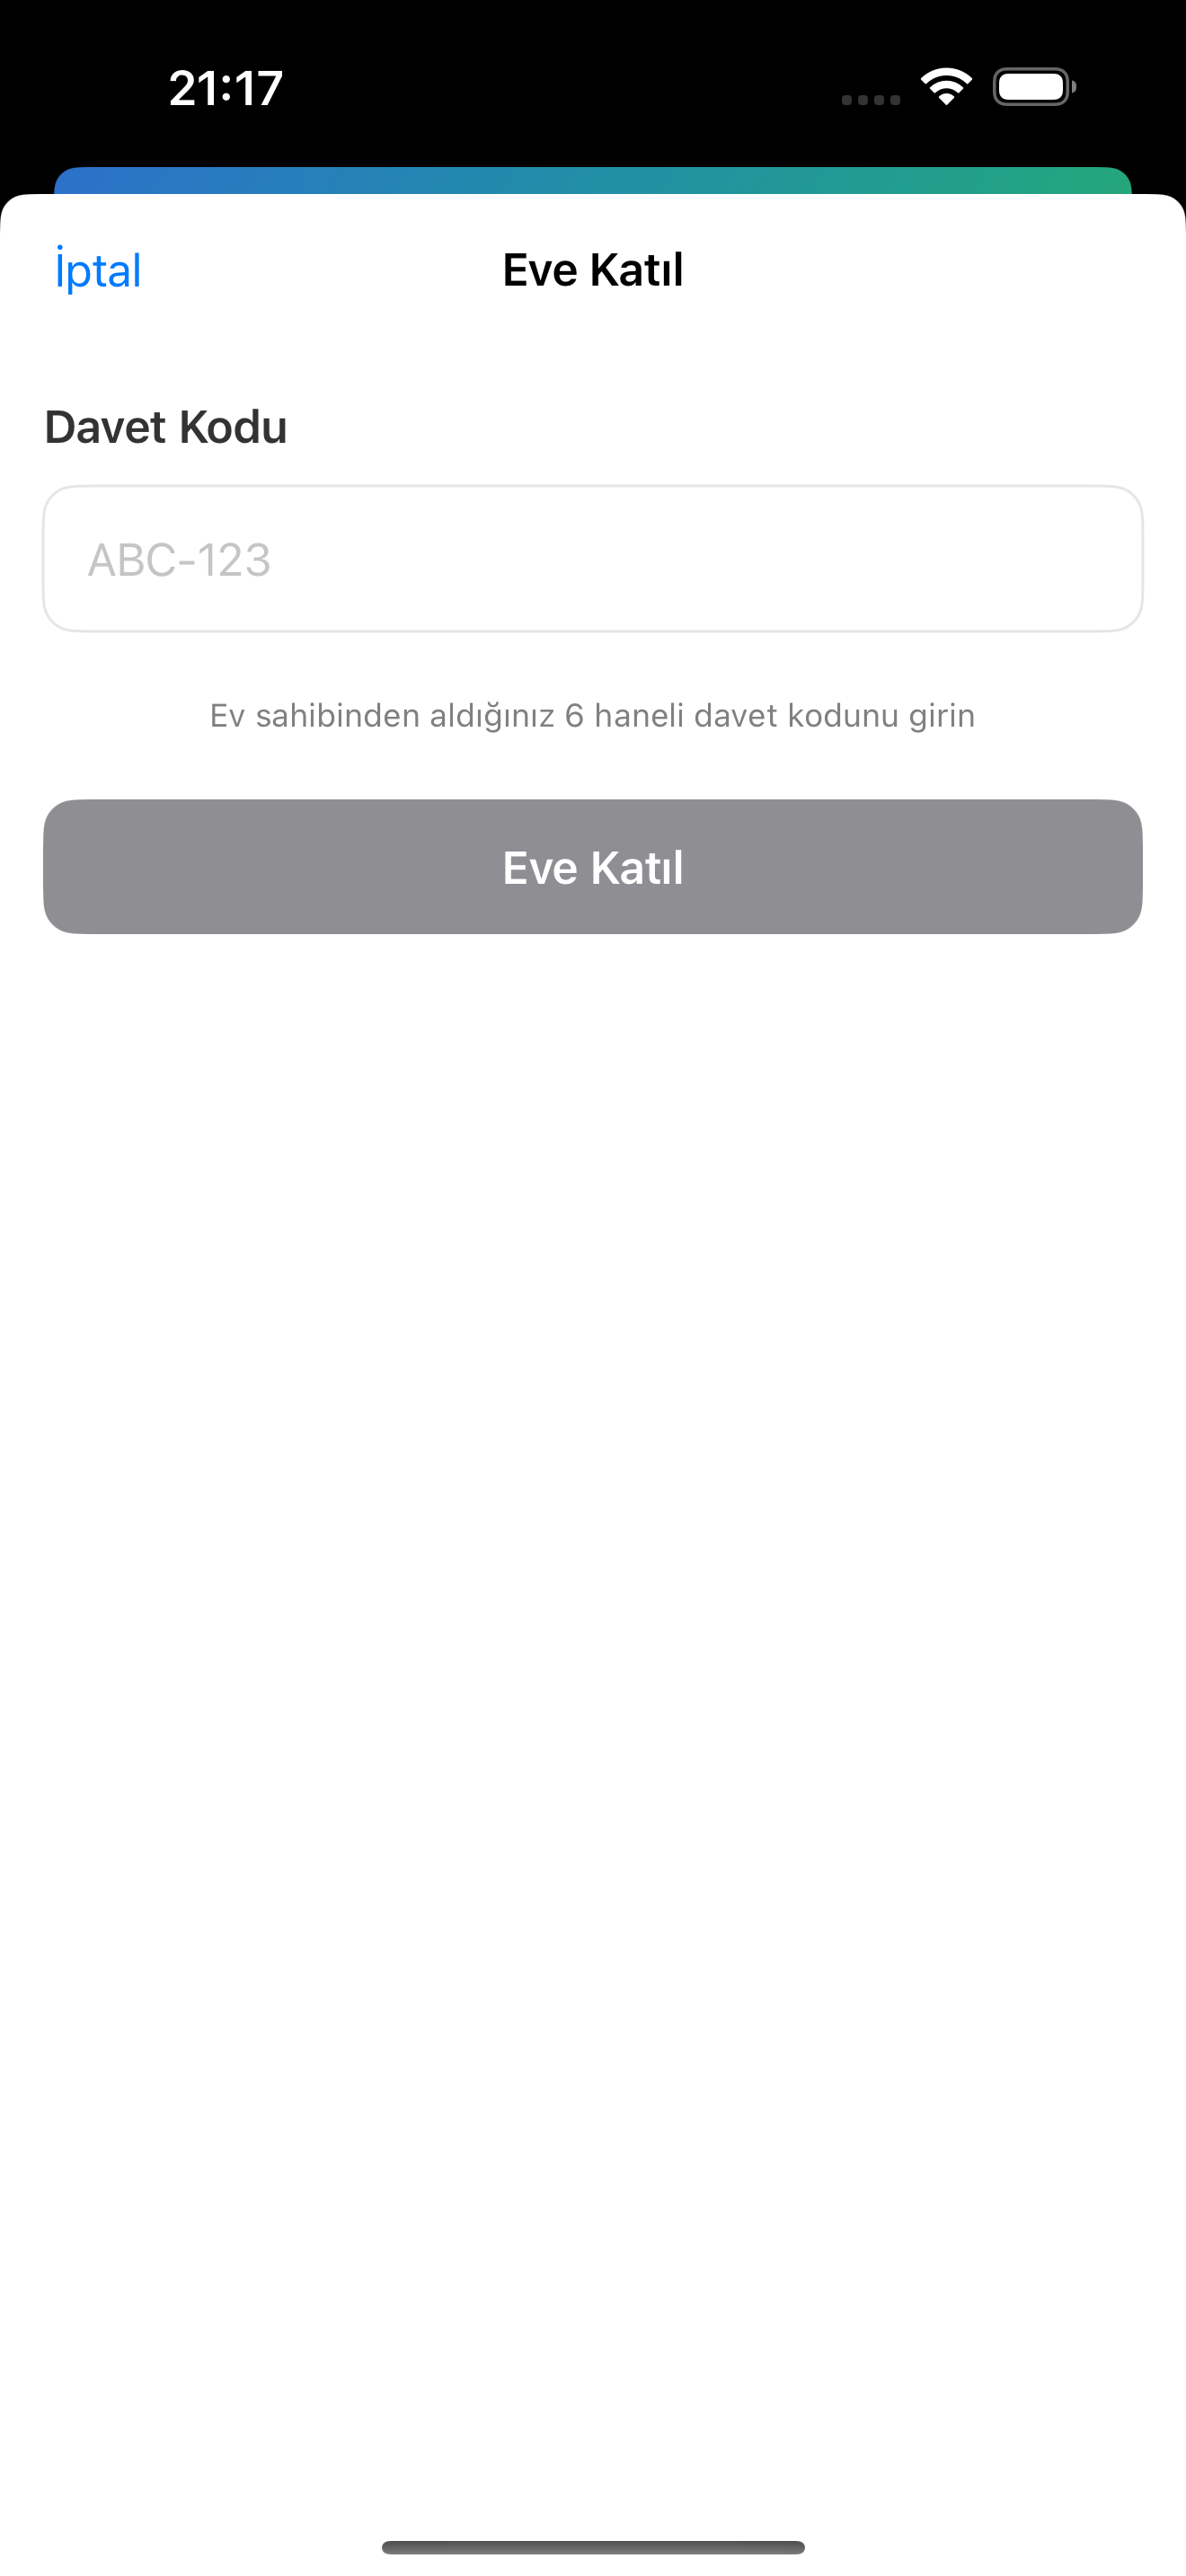 21:17
İptal
Eve Katıl
Davet Kodu
ABC-123
Ev sahibinden aldığınız 6 haneli davet kodunu girin
Eve Katıl